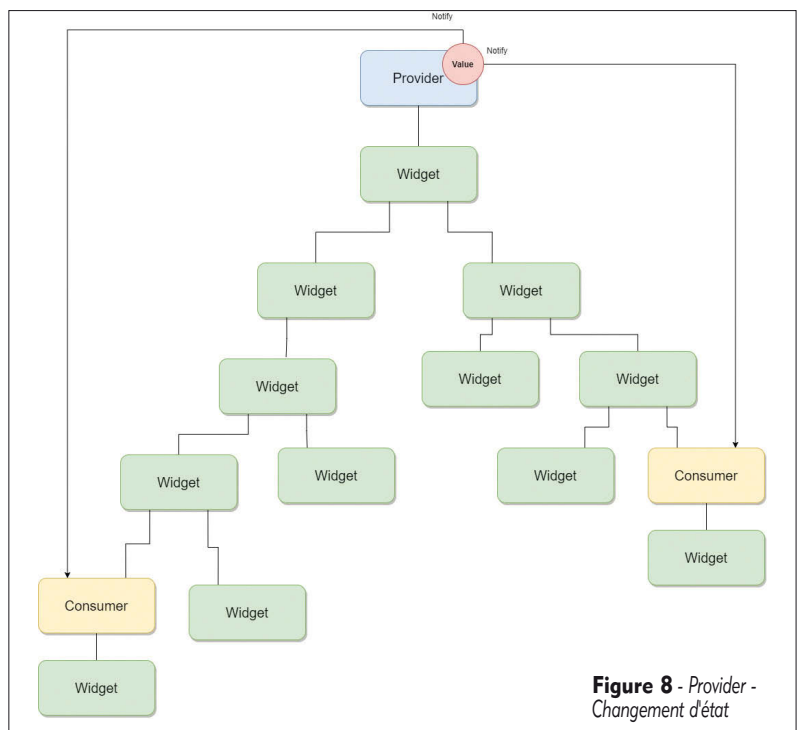 Notify
Notify
Value
Provider
Widget
Widget
Widget
Widget
Widget
Widget
Widget
Widget
Widget
Consumer
Widget
Consumer
Widget
Widget
Figure 8 - Provider -
Changement d'état